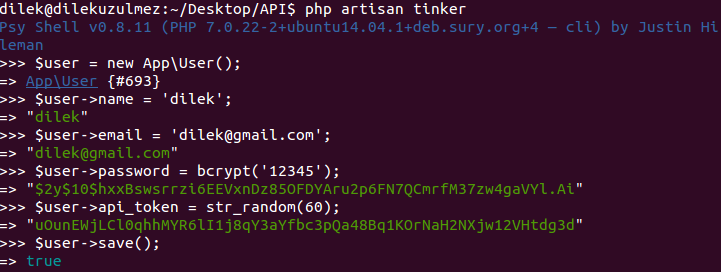 dilek@dilekuzulmez:~/Desktop/API$ php artisan tinker
Psy Shell v0.8.11 (PHP 7.0.22-2+ubuntu14.04.1+deb.sury.org+4 — cli) by Justin Hi
leman
>>> $user = new App\User();
=> App\User {#693}
>>> $user->name = 'dilek';
=> "dilek"
>>> $user->email = 'dilek@gmail.com';
=> "dilek@gmail.com"
>>> $user->password = bcrypt('12345');
=> "$2y$10$hxxBswsrrzi6EEVxnDz85OFDYAru2p6FN7QCmrfM37zw4gaVYl.Ai"
>>> $user->api_token = str_random(60);
=> "uOunEWjLCl0qhhMYR6lI1j8qY3aYfbc3pQa48Bq1KOrNaH2NXjw12VHtdg3d"
>>> $user->save();
=> true